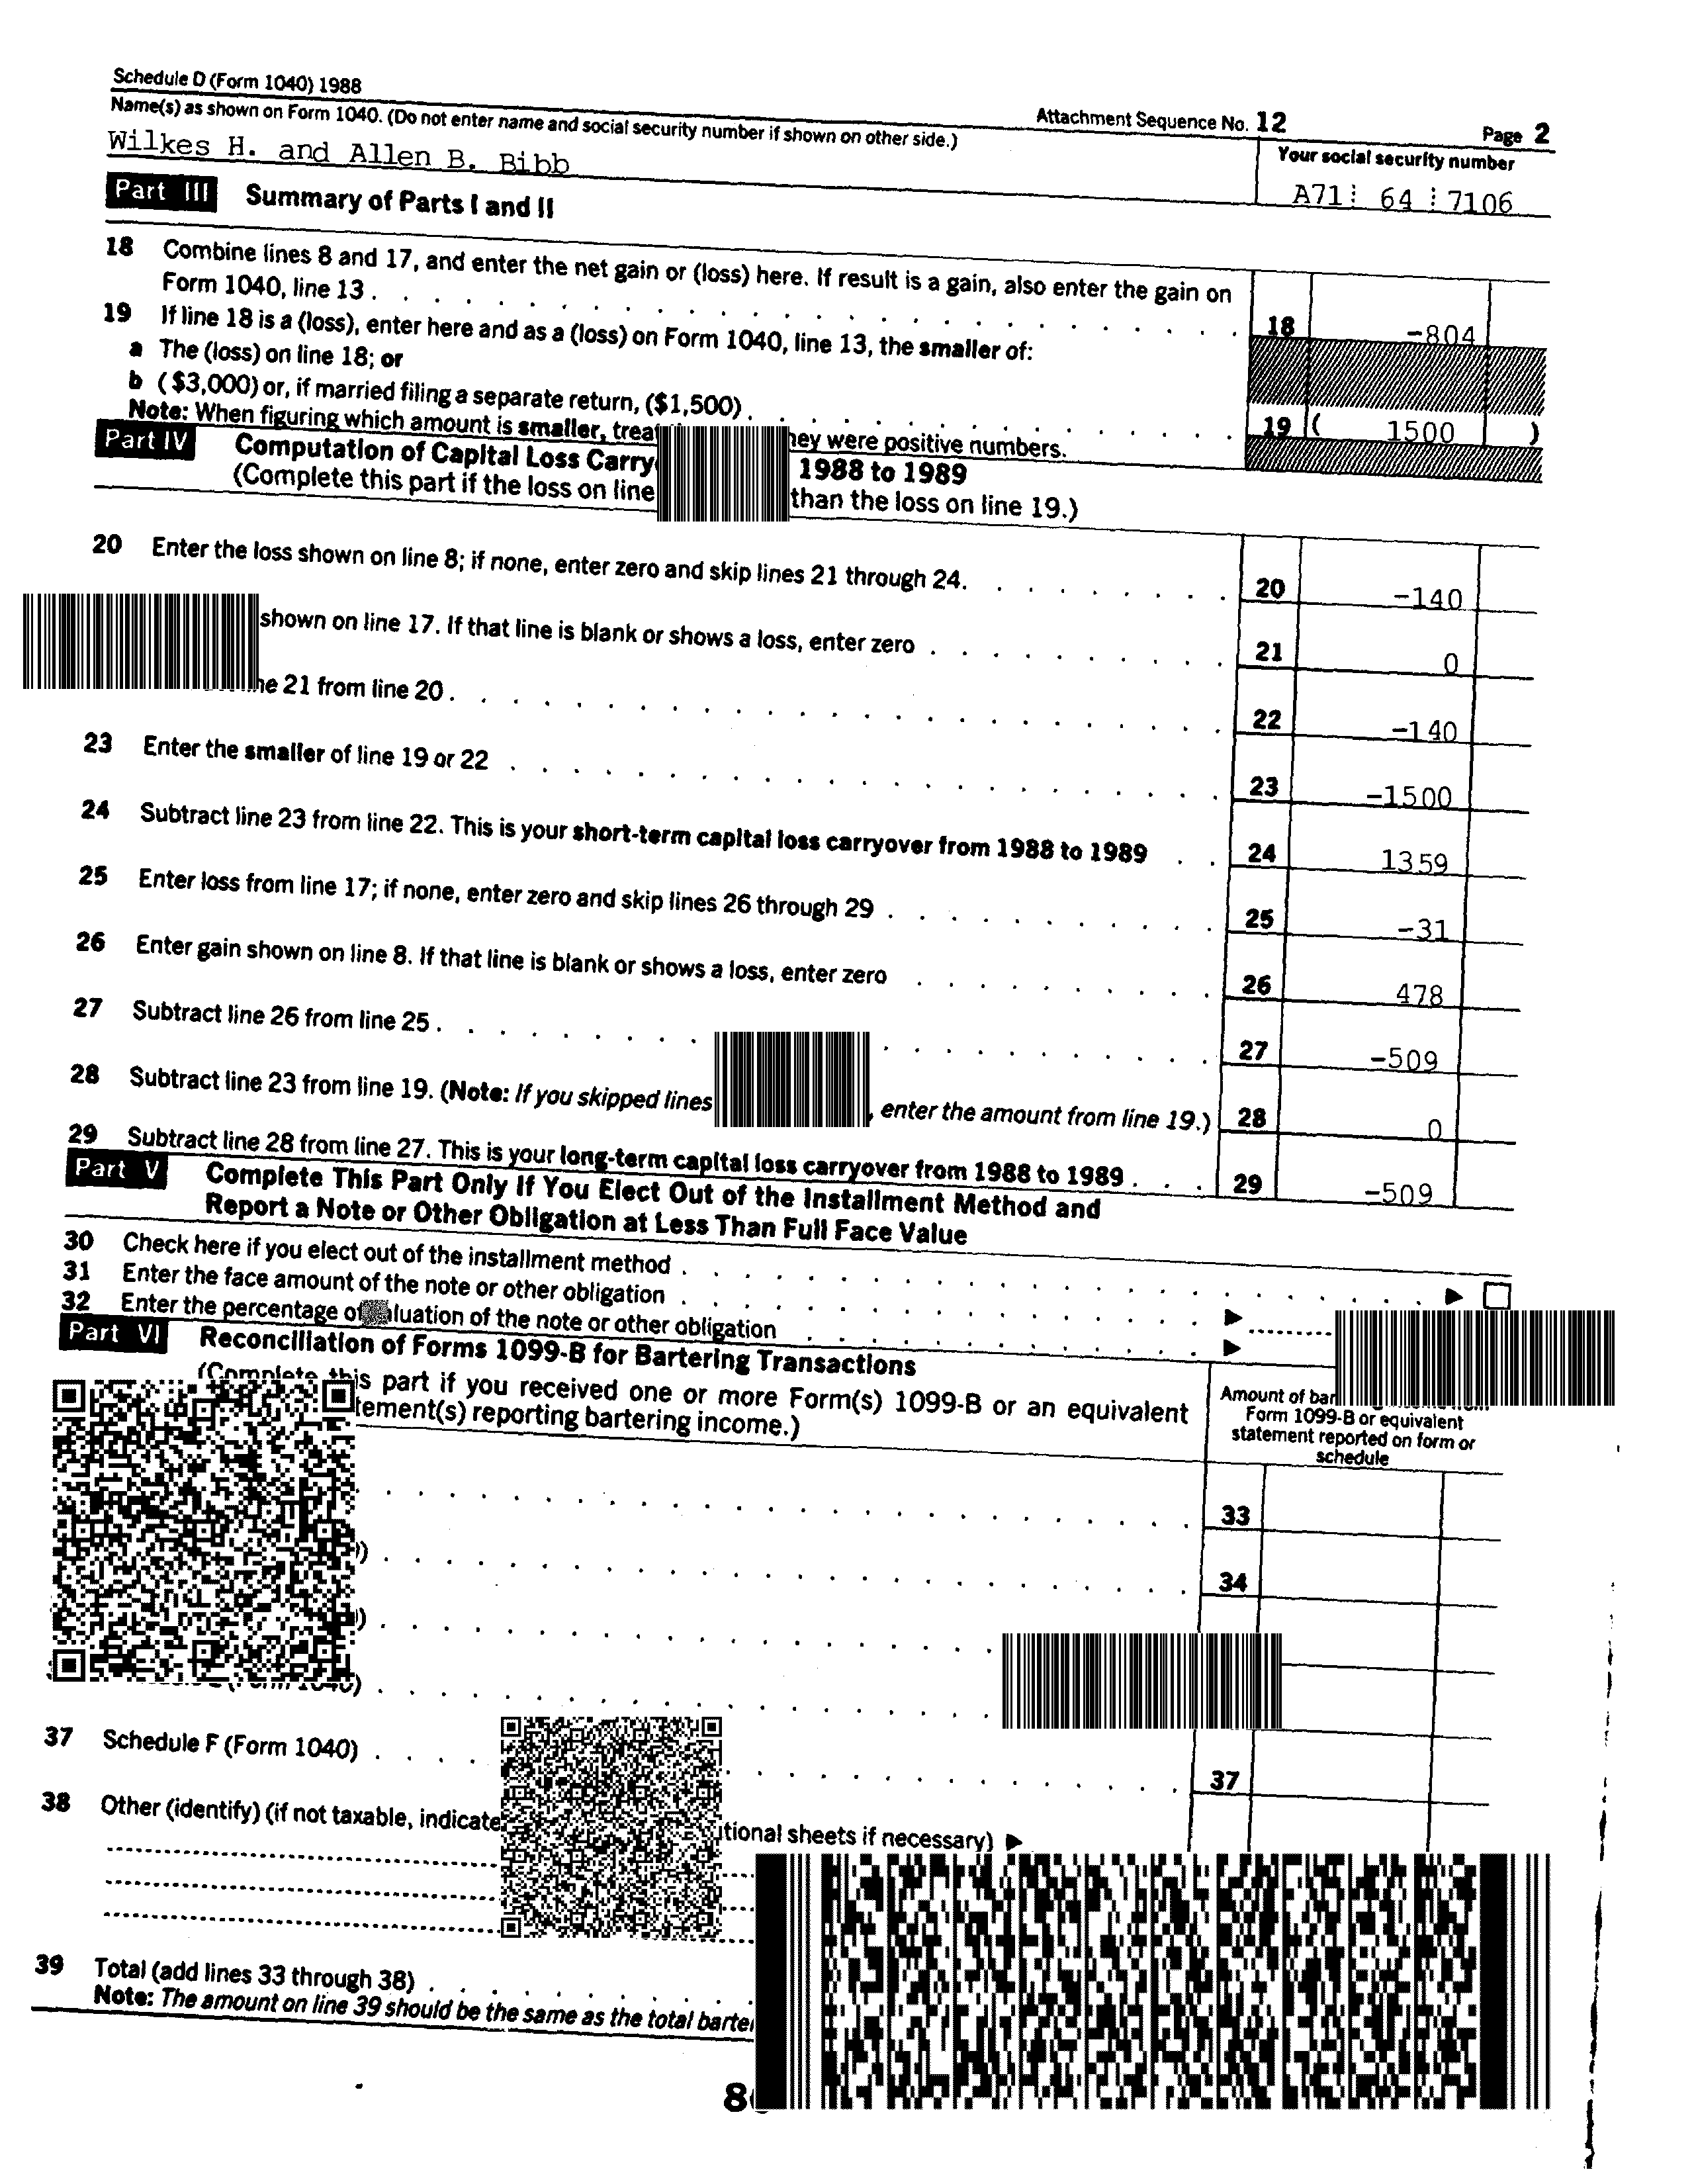 Schedule D (Form 1040) 1988
Attachment Sequence No. 12
Page 2
Name(s) as shown on Form 1040. (Do not enter name and social security number if shown on other side.)
Your social security number
Wilkes H. and Allen B. Bibb
A71 64 7106
Part III Summary of Parts I and II
18 Combine lines 8 and 17, and enter the net gain or (loss) here. If result is a gain, also enter the gain on
Form 1040, line 13 . . . 18 -804
19 If line 18 is a (loss), enter here and as a (loss) on Form 1040, line 13, the smaller of:
a The (loss) on line 18; or
b ($3,000) or, if married filing a separate return, ($1,500) . . . 19 ( 1500 )
Note: When figuring which amount is smaller, hey were positive numbers.
Part IV Computation of Capital Loss Carry 1988 to 1989
(Complete this part if the loss on line than the loss on line 19.)
20 Enter the loss shown on line 8; if none, enter zero and skip lines 21 through 24. . . . 20 -140
shown on line 17. If that line is blank or shows a loss, enter zero . . . 21 0
21 from line 20 . . . 22 -140
23 Enter the smaller of line 19 or 22 . . . 23 -1500
24 Subtract line 23 from line 22. This is your short-term capital loss carryover from 1988 to 1989 . . 24 1359
25 Enter loss from line 17; if none, enter zero and skip lines 26 through 29 . . . 25 -31
26 Enter gain shown on line 8. If that line is blank or shows a loss, enter zero . . . 26 478
27 Subtract line 26 from line 25 . . . 27 -509
28 Subtract line 23 from line 19. (Note: If you skipped lines , enter the amount from line 19.) 28 0
29 Subtract line 28 from line 27. This is your long-term capital loss carryover from 1988 to 1989 . . . 29 -509
Part V Complete This Part Only If You Elect Out of the Installment Method and
Report a Note or Other Obligation at Less Than Full Face Value
30 Check here if you elect out of the installment method . . . ▶ □
31 Enter the face amount of the note or other obligation . . . ▶
32 Enter the percentage of luation of the note or other obligation . . . ▶
Part VI Reconciliation of Forms 1099-B for Bartering Transactions
(Complete this part if you received one or more Form(s) 1099-B or an equivalent
tement(s) reporting bartering income.)
Amount of bar
Form 1099-B or equivalent
statement reported on form or
schedule
33
34
37 Schedule F (Form 1040) . . . 37
38 Other (identify) (if not taxable, indicate itional sheets if necessary) ▶
39 Total (add lines 33 through 38) . . .
Note: The amount on line 39 should be the same as the total barte